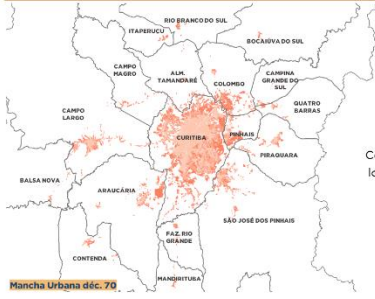 RIO BRANCO DO SUL
ITAPERUÇU
BOCAIÚVA DO SUL
CAMPO
MAGRO
ALM.
TAMANDARÉ
COLOMBO
CAMPINA
GRANDE DO
SUL
QUATRO
BARRAS
CAMPO
LARGO
CURITIBA
PINHAIS
PIRAQUARA
BALSA NOVA
ARAUCÁRIA
SÃO JOSÉ DOS PINHAIS
FAZ. RIO
GRANDE
CONTENDA
MANDIRITUBA
Mancha Urbana déc. 70